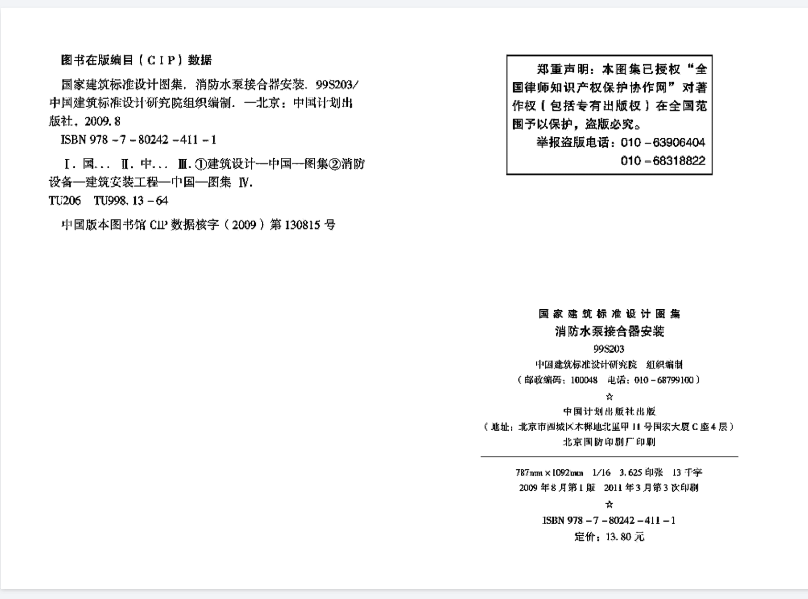 图书在版编目（CIP）数据
国家建筑标准设计图集. 消防水泵接合器安装. 99S203/
中国建筑标准设计研究院组织编制. —北京：中国计划出
版社, 2009.8
ISBN 978-7-80242-411-1
Ⅰ. 国... Ⅱ. 中... Ⅲ.①建筑设计—中国—图集②消防
设备—建筑安装工程—中国—图集 Ⅳ.
TU206 TU998.13-64
中国版本图书馆 CIP 数据核字（2009）第 130815 号
郑重声明：本图集已授权“全
国律师知识产权保护协作网”对著
作权（包括专有出版权）在全国范
围予以保护，盗版必究。
举报盗版电话：010-63906404
010-68318822
国家建筑标准设计图集
消防水泵接合器安装
99S203
中国建筑标准设计研究院 组织编制
（邮政编码：100048 电话：010-68799100）
☆
中国计划出版社出版
（地址：北京市西城区木樨地北里甲 11 号国宏大厦 C 座 4 层）
北京国防印刷厂印刷
787mm×1092mm 1/16 3.625 印张 13 千字
2009 年 8 月第 1 版 2011 年 3 月第 3 次印刷
☆
ISBN 978-7-80242-411-1
定价：13.80 元